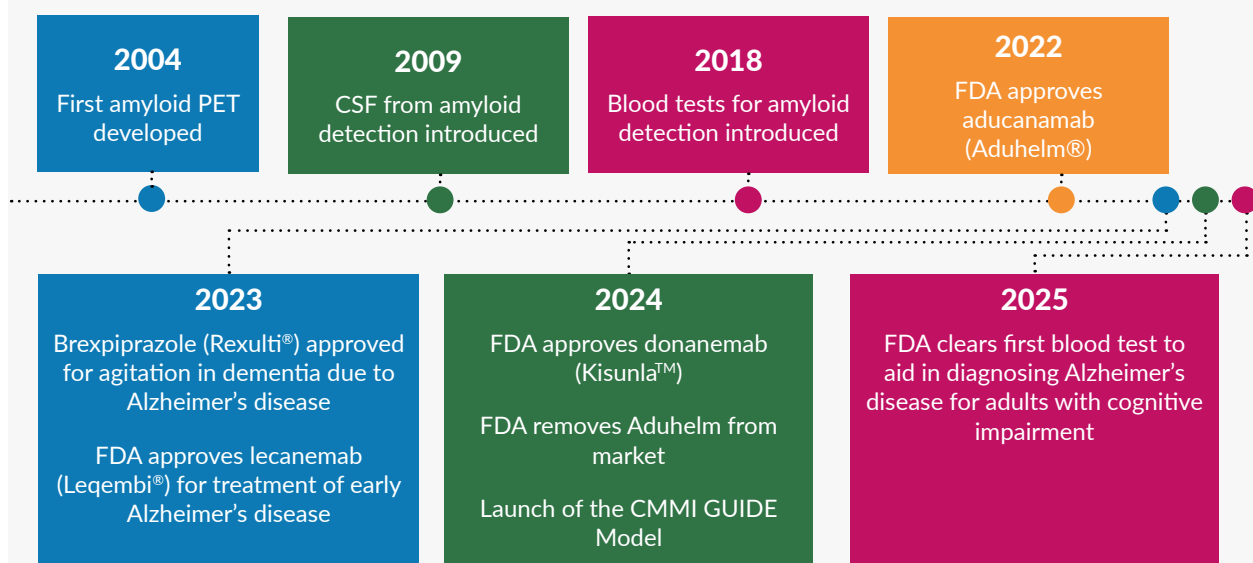 2004
First amyloid PET
developed
2009
CSF from amyloid
detection introduced
2018
Blood tests for amyloid
detection introduced
2022
FDA approves
aducanamab
(Aduhelm®)
2023
Brexpiprazole (Rexulti®) approved
for agitation in dementia due to
Alzheimer's disease
FDA approves lecanemab
(Leqembi®) for treatment of early
Alzheimer's disease
2024
FDA approves donanemab
(Kisunla™)
FDA removes Aduhelm from
market
Launch of the CMMI GUIDE
Model
2025
FDA clears first blood test to
aid in diagnosing Alzheimer's
disease for adults with cognitive
impairment